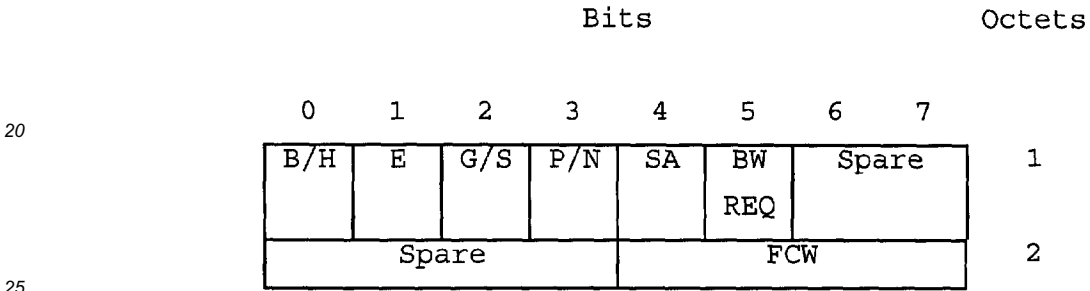 Bits Octets
0 1 2 3 4 5 6 7
20
B/H E G/S P/N SA BW Spare 1
REQ
Spare FCW 2
25